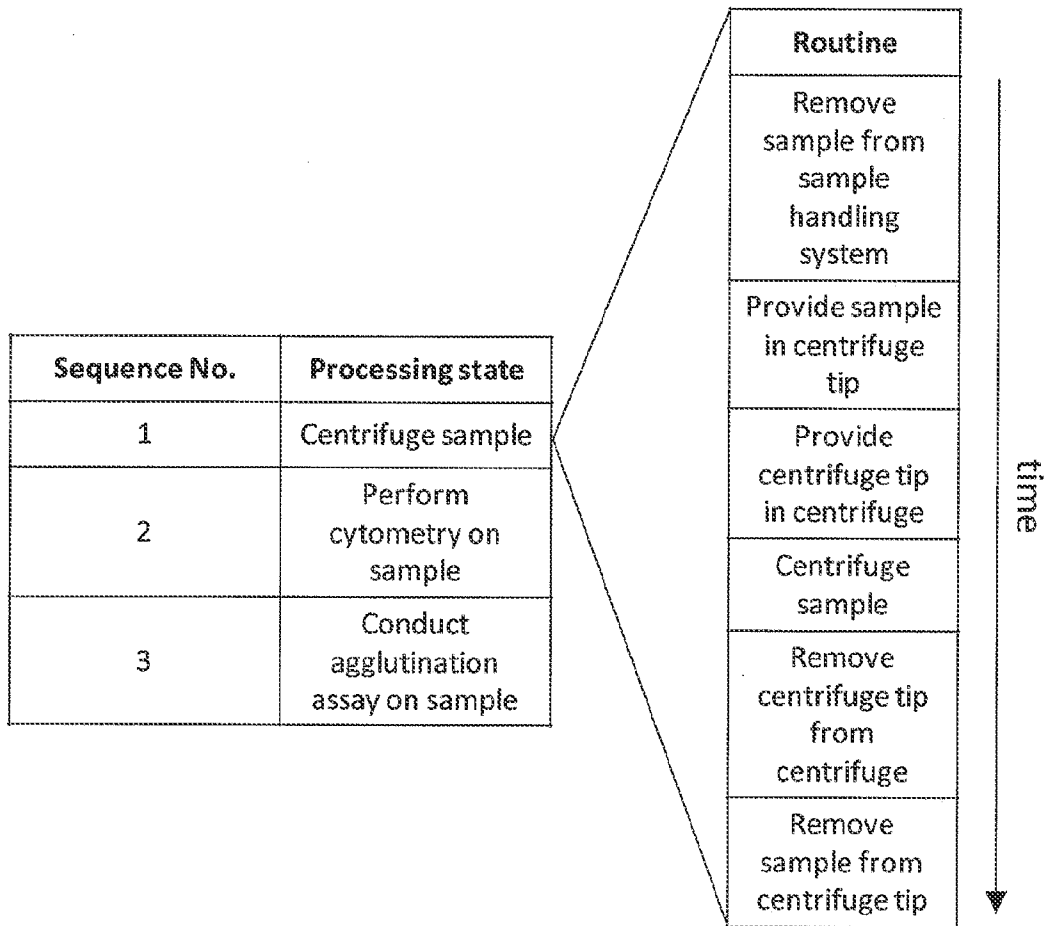 Sequence No.
Processing state
1
Centrifuge sample
2
Perform
cytometry on
sample
3
Conduct
agglutination
assay on sample
Routine
Remove
sample from
sample
handling
system
Provide sample
in centrifuge
tip
Provide
centrifuge tip
in centrifuge
Centrifuge
sample
Remove
centrifuge tip
from
centrifuge
Remove
sample from
centrifuge tip
time